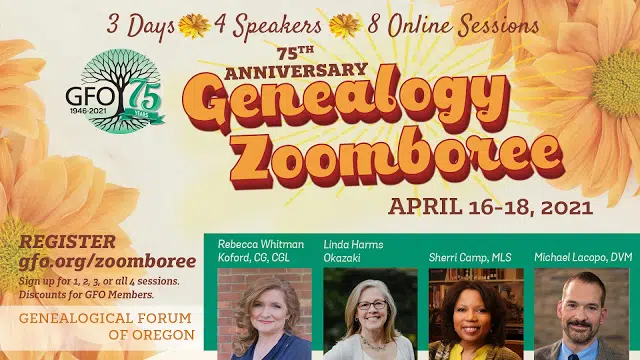 3 Days 4 Speakers 8 Online Sessions
75TH
ANNIVERSARY
Genealogy
Zoomboree
APRIL 16-18, 2021
GFO 75
1946-2021 YEARS
REGISTER
gfo.org/zoomboree
Sign up for 1, 2, 3, or all 4 sessions.
Discounts for GFO Members.
GENEALOGICAL FORUM
OF OREGON
Rebecca Whitman
Koford, CG, CGL
Linda Harms
Okazaki
Sherri Camp, MLS
Michael Lacopo, DVM